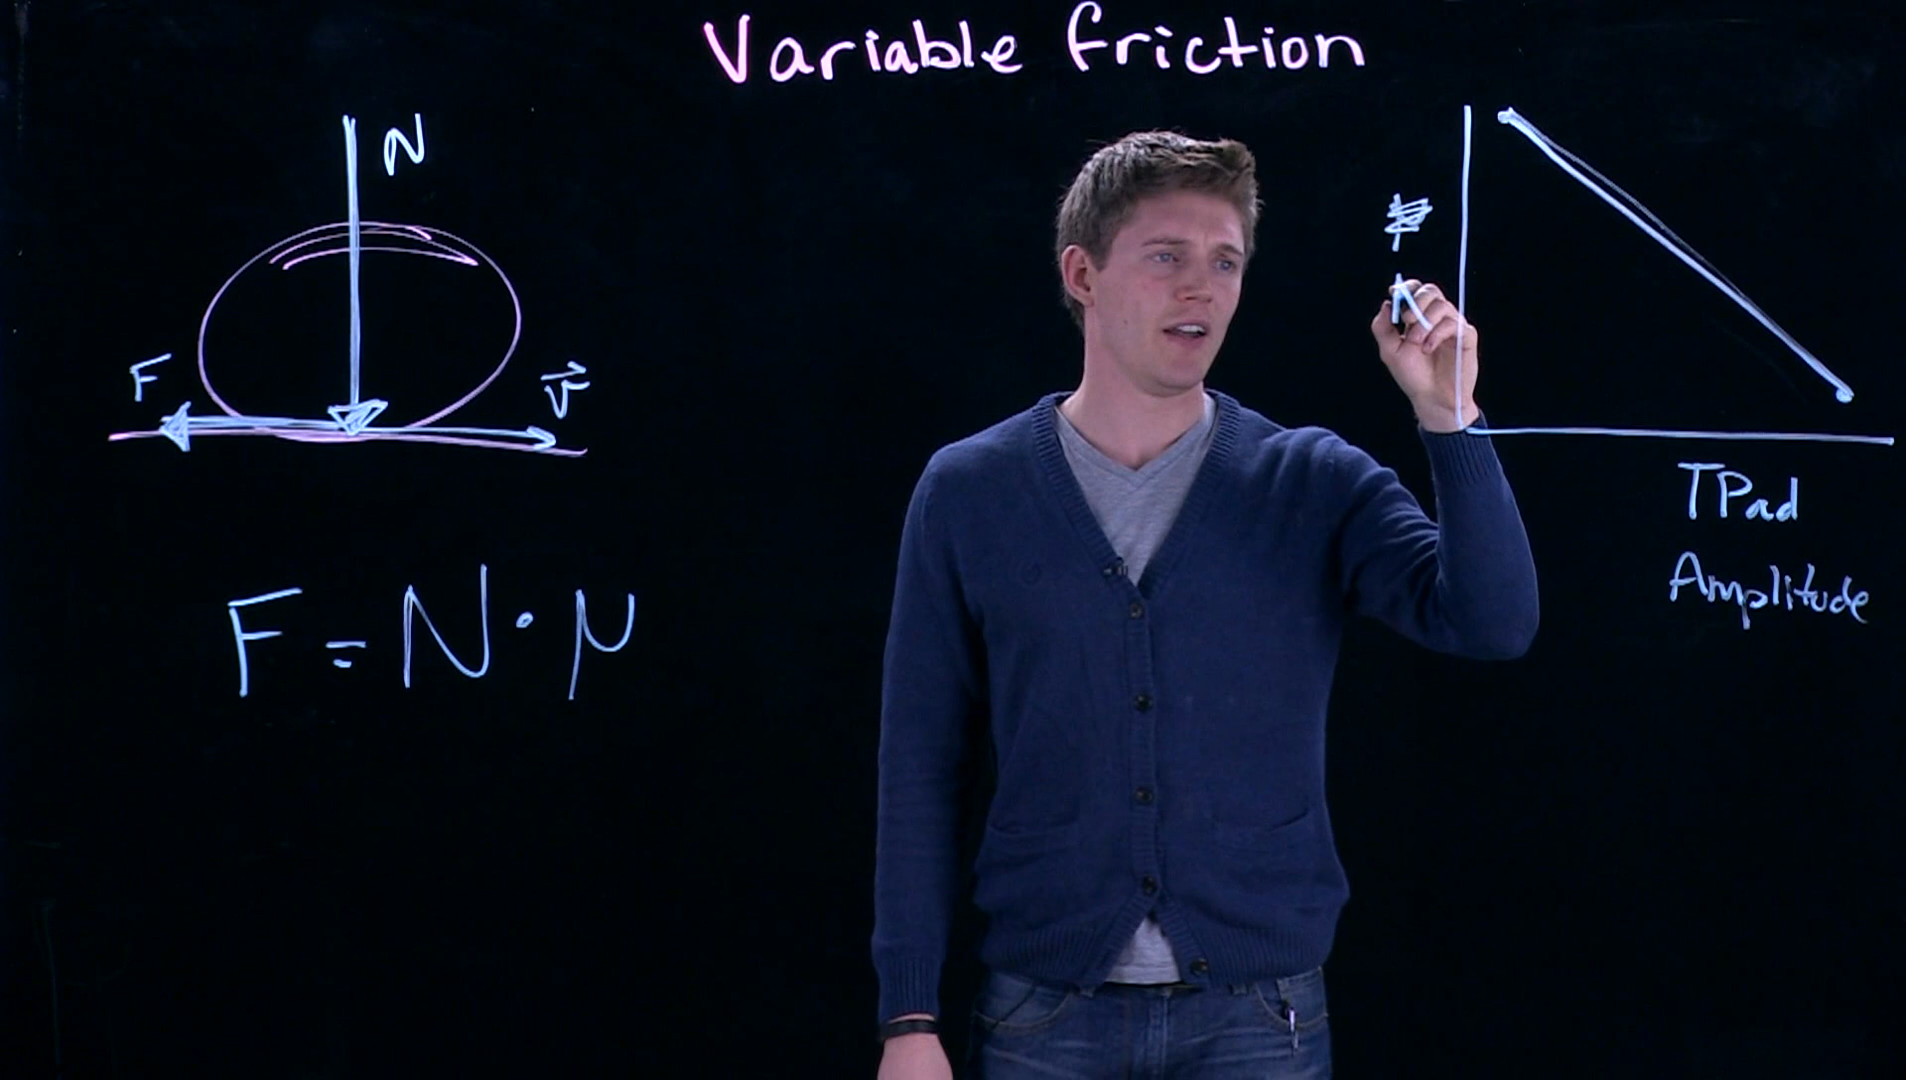 Variable friction
N
F
v⃗
F = N · μ
TPad
Amplitude